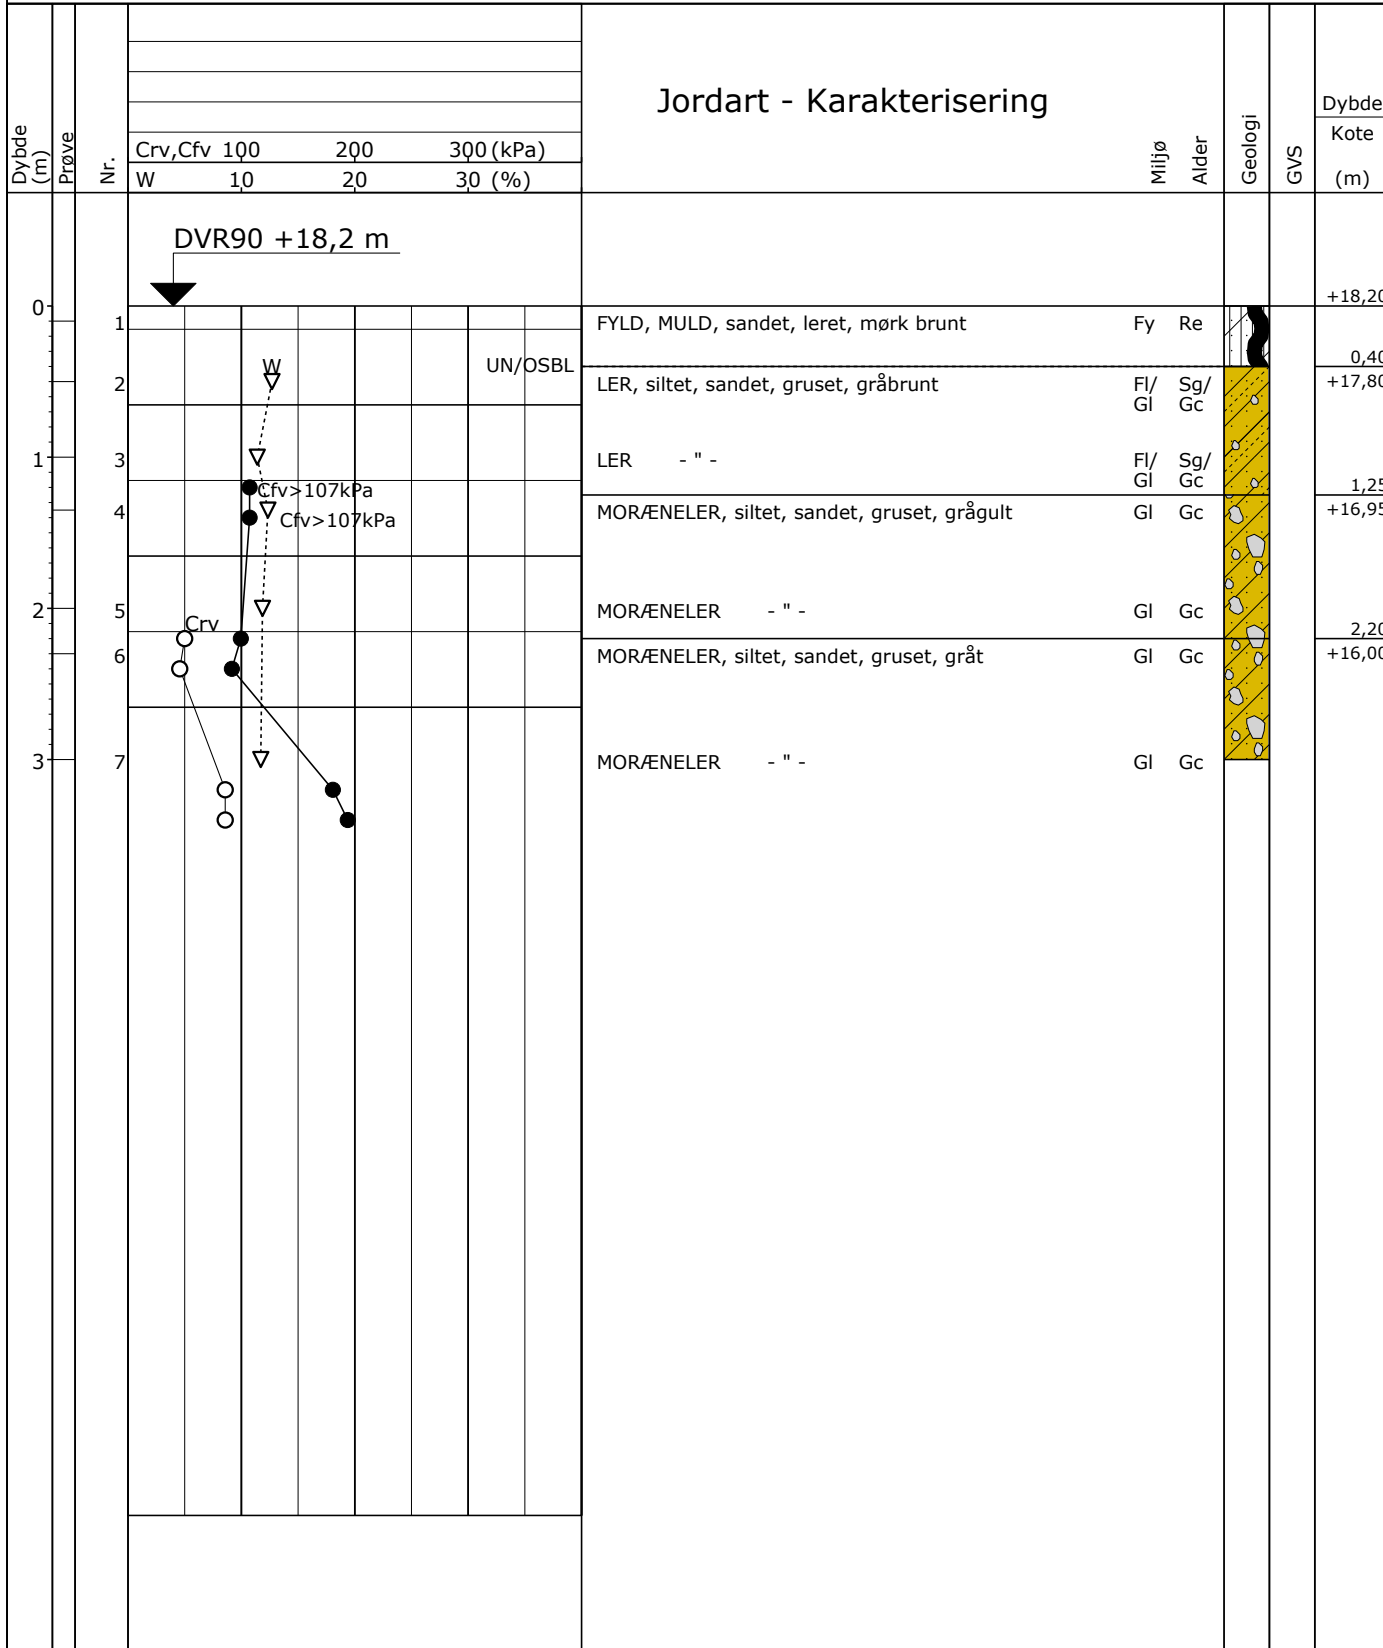 Jordart - Karakterisering
Dybde (m)
Prøve
Nr.
Crv,Cfv 100 200 300 (kPa)
W 10 20 30 (%)
Miljø
Alder
Geologi
GVS
Dybde
Kote
(m)
DVR90 +18,2 m
0
+18,20
1 FYLD, MULD, sandet, leret, mørk brunt Fy Re
W UN/OSBL 0,40
2 LER, siltet, sandet, gruset, gråbrunt Fl/ Sg/ +17,80
Gl Gc
1 3 LER - " - Fl/ Sg/
Gl Gc
Cfv>107kPa 1,25
4 Cfv>107kPa MORÆNELER, siltet, sandet, gruset, grågult Gl Gc +16,95
2 5 MORÆNELER - " - Gl Gc
Crv 2,20
6 MORÆNELER, siltet, sandet, gruset, gråt Gl Gc +16,00
3 7 MORÆNELER - " - Gl Gc